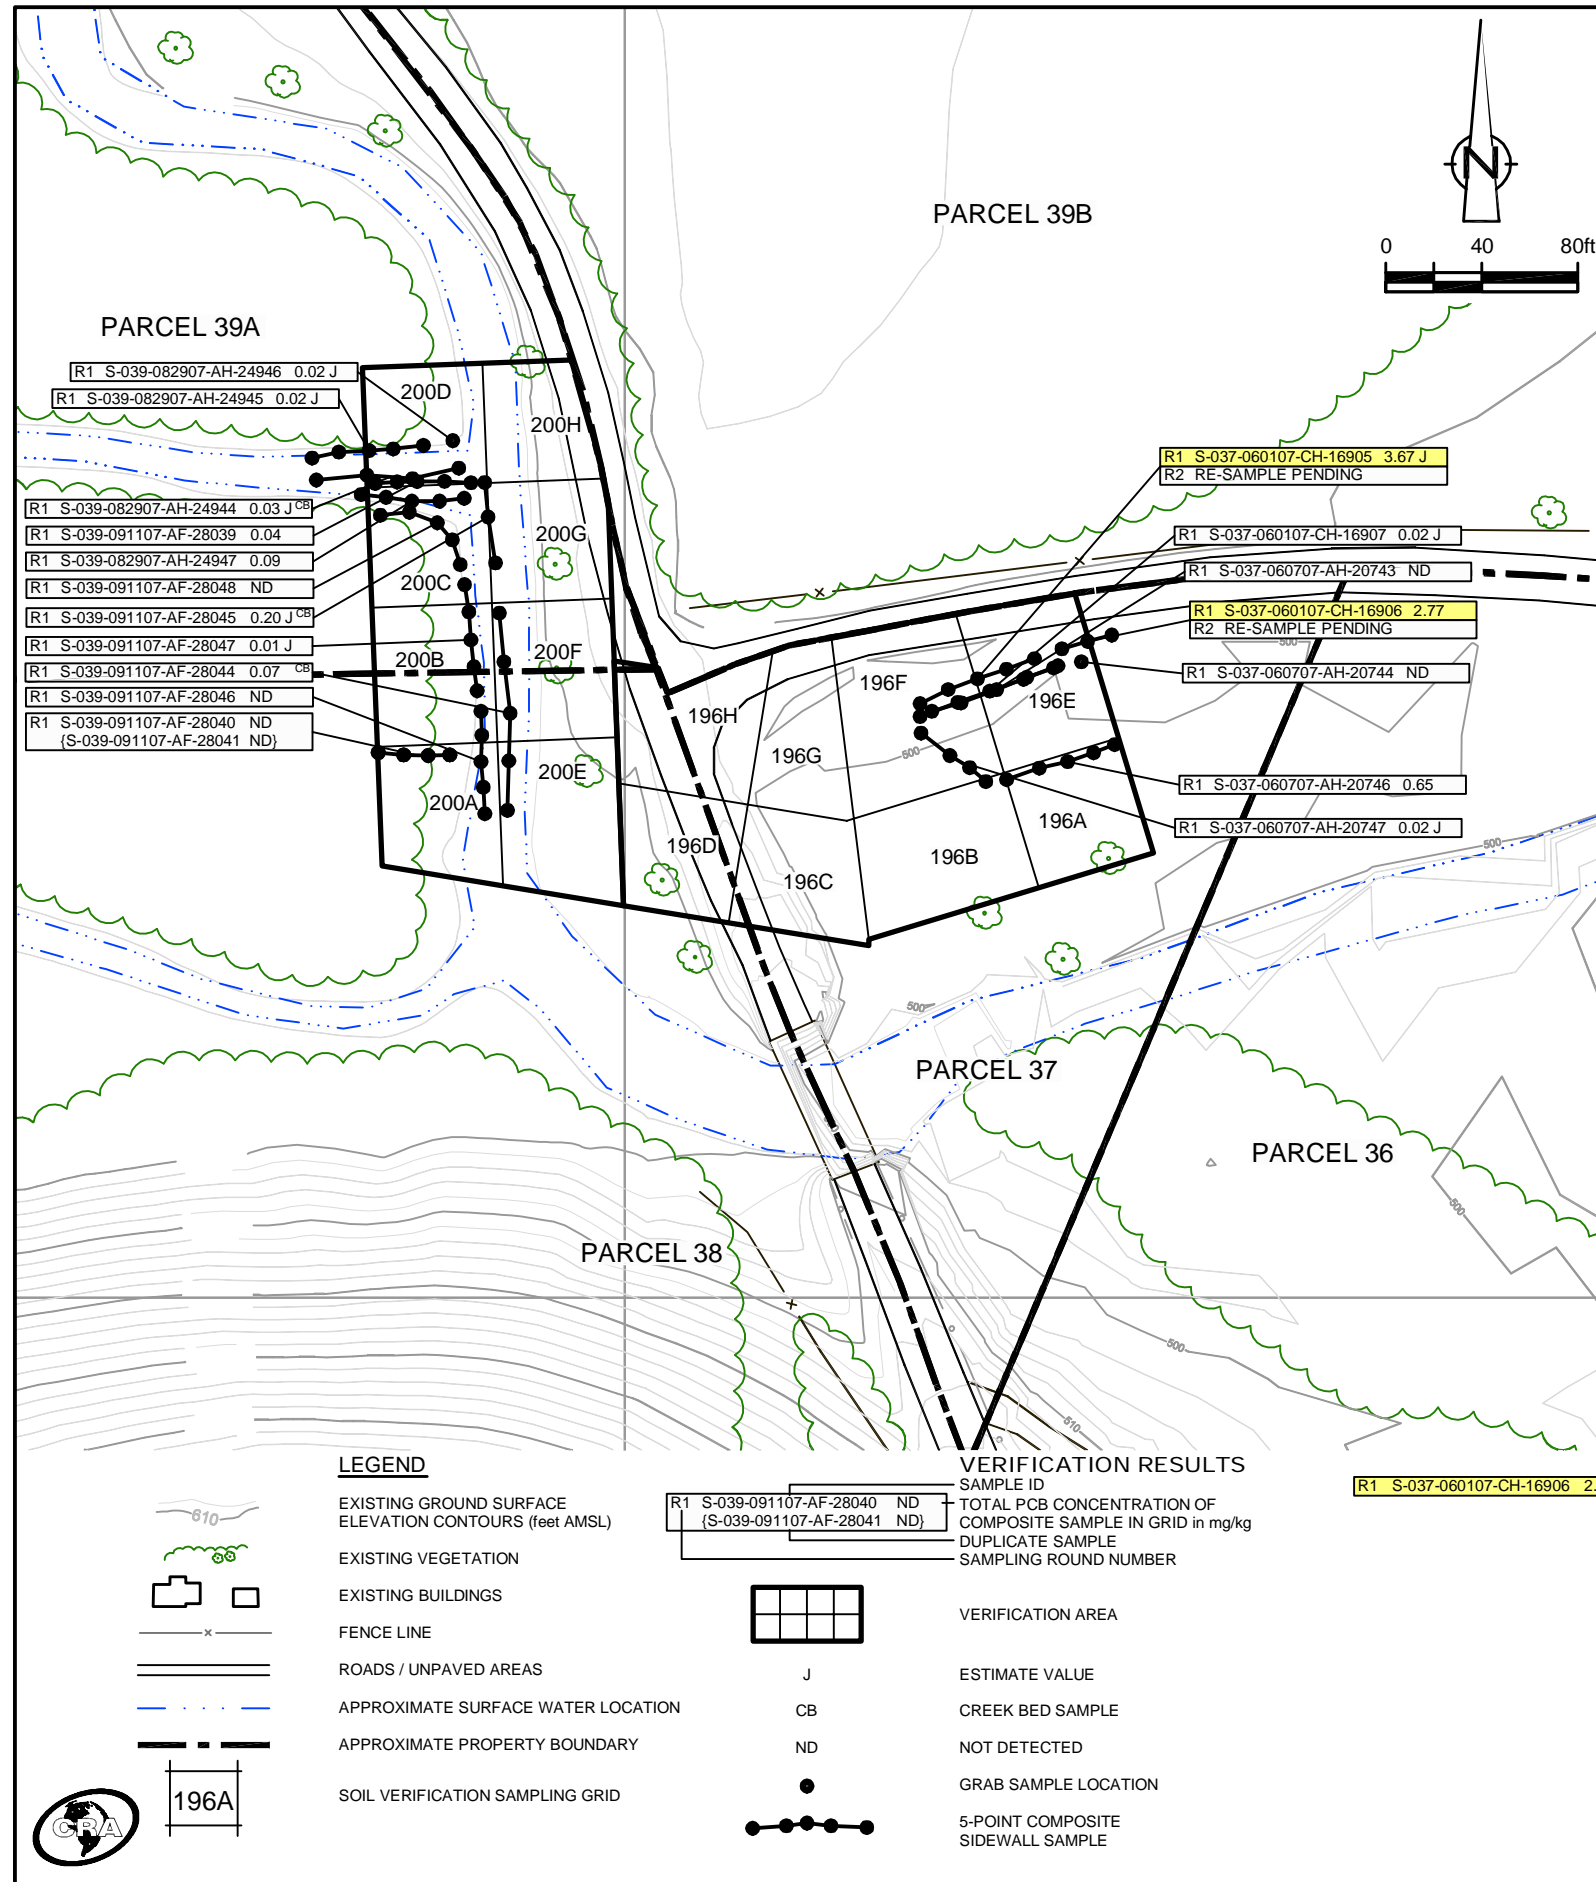 PARCEL 39B
0 40 80ft
N
PARCEL 39A
R1 S-039-082907-AH-24946 0.02 J
R1 S-039-082907-AH-24945 0.02 J
200D
200H
R1 S-037-060107-CH-16905 3.67 J
R2 RE-SAMPLE PENDING
R1 S-039-082907-AH-24944 0.03 J CB
R1 S-039-091107-AF-28039 0.04
R1 S-039-082907-AH-24947 0.09
R1 S-039-091107-AF-28048 ND
R1 S-039-091107-AF-28045 0.20 J CB
R1 S-039-091107-AF-28047 0.01 J
R1 S-039-091107-AF-28044 0.07 CB
R1 S-039-091107-AF-28046 ND
R1 S-039-091107-AF-28040 ND
{S-039-091107-AF-28041 ND}
200G
200C
200B
200F
200E
200A
R1 S-037-060107-CH-16907 0.02 J
R1 S-037-060707-AH-20743 ND
R1 S-037-060107-CH-16906 2.77
R2 RE-SAMPLE PENDING
500
R1 S-037-060707-AH-20744 ND
196F
196E
196H
196G
500
R1 S-037-060707-AH-20746 0.65
R1 S-037-060707-AH-20747 0.02 J
196A
196D
196B
196C
500
500
PARCEL 37
PARCEL 36
500
PARCEL 38
500
510
LEGEND
610
EXISTING GROUND SURFACE
ELEVATION CONTOURS (feet AMSL)
EXISTING VEGETATION
EXISTING BUILDINGS
FENCE LINE
ROADS / UNPAVED AREAS
APPROXIMATE SURFACE WATER LOCATION
APPROXIMATE PROPERTY BOUNDARY
196A
SOIL VERIFICATION SAMPLING GRID
CRA
VERIFICATION RESULTS
R1 S-039-091107-AF-28040 ND
{S-039-091107-AF-28041 ND}
SAMPLE ID
TOTAL PCB CONCENTRATION OF
COMPOSITE SAMPLE IN GRID in mg/kg
DUPLICATE SAMPLE
SAMPLING ROUND NUMBER
R1 S-037-060107-CH-16906 2.
VERIFICATION AREA
J ESTIMATE VALUE
CB CREEK BED SAMPLE
ND NOT DETECTED
GRAB SAMPLE LOCATION
5-POINT COMPOSITE
SIDEWALL SAMPLE